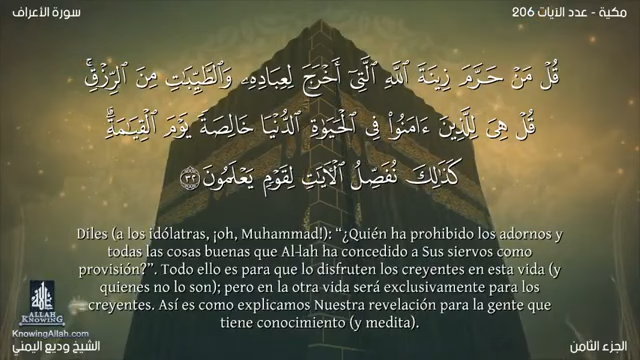 سورة الأعراف
مكية - عدد الآيات 206
قُلْ مَنْ حَرَّمَ زِينَةَ ٱللَّهِ ٱلَّتِىٓ أَخْرَجَ لِعِبَادِهِۦ وَٱلطَّيِّبَٰتِ مِنَ ٱلرِّزْقِ ۚ
قُلْ هِىَ لِلَّذِينَ ءَامَنُوا۟ فِى ٱلْحَيَوٰةِ ٱلدُّنْيَا خَالِصَةً يَوْمَ ٱلْقِيَٰمَةِ ۗ
كَذَٰلِكَ نُفَصِّلُ ٱلْءَايَٰتِ لِقَوْمٍ يَعْلَمُونَ ٣٢
Diles (a los idólatras, ¡oh, Muhammad!): “¿Quién ha prohibido los adornos y
todas las cosas buenas que Al-lah ha concedido a Sus siervos como
provisión?”. Todo ello es para que lo disfruten los creyentes en esta vida (y
quienes no lo son); pero en la otra vida será exclusivamente para los
creyentes. Así es como explicamos Nuestra revelación para la gente que
tiene conocimiento (y medita).
ALLAH
KNOWING
KnowingAllah.com
الشيخ وديع اليمني
الجزء الثامن